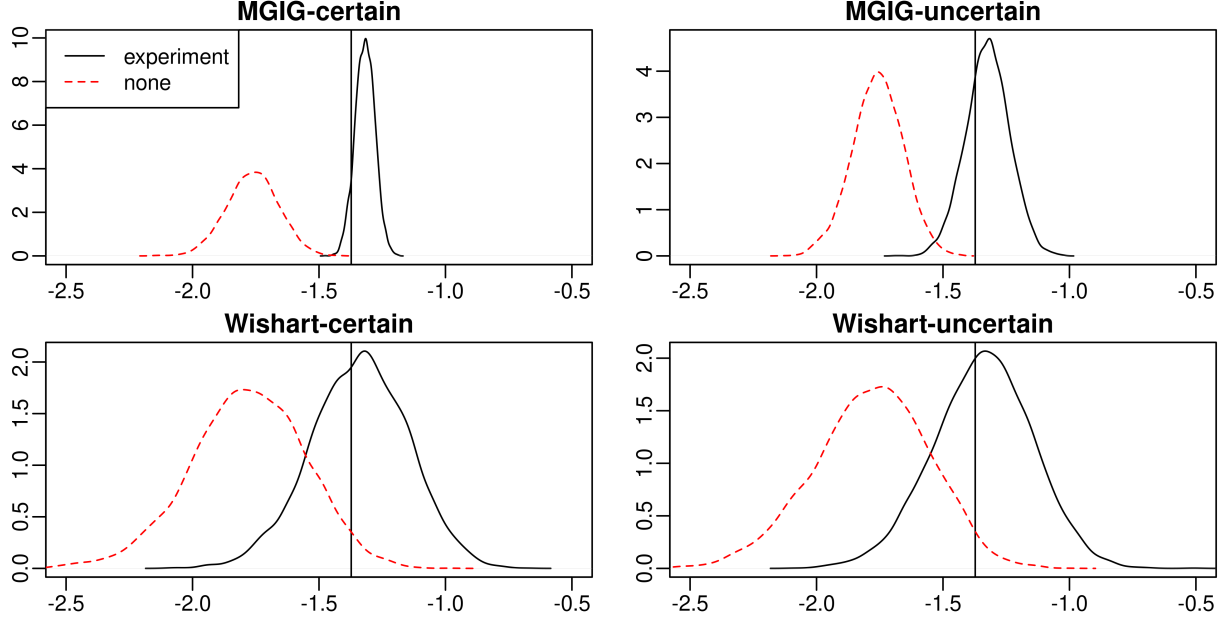 MGIG-certain
MGIG-uncertain
experiment
none
0 2 4 6 8 10
0 1 2 3 4
-2.5 -2.0 -1.5 -1.0 -0.5
-2.5 -2.0 -1.5 -1.0 -0.5
Wishart-certain
Wishart-uncertain
0.0 0.5 1.0 1.5 2.0
0.0 0.5 1.0 1.5 2.0
-2.5 -2.0 -1.5 -1.0 -0.5
-2.5 -2.0 -1.5 -1.0 -0.5